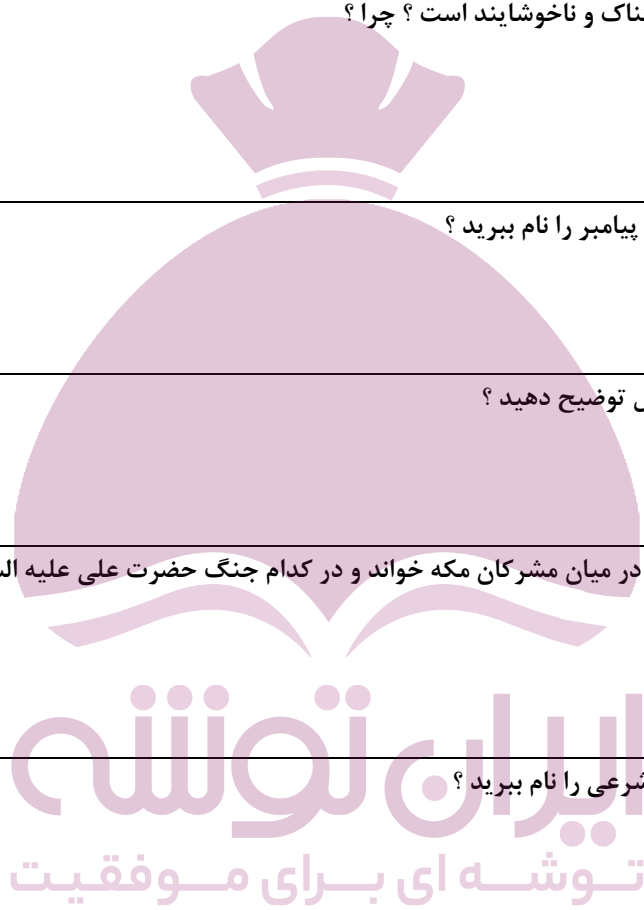 ناک و ناخوشایند است ؟ چرا ؟
پیامبر را نام ببرید ؟
توضیح دهید ؟
در میان مشرکان مکه خواند و در کدام جنگ حضرت علی علیه
شرعی را نام ببرید ؟
ایران توشه
توشه ای برای موفقیت